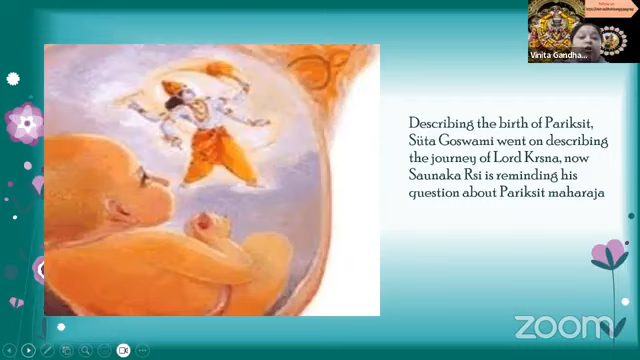 Vinita Gandha...
Describing the birth of Pariksit,
Sūta Goswami went on describing
the journey of Lord Krsna, now
Saunaka Rsi is reminding his
question about Pariksit maharaja
zoom